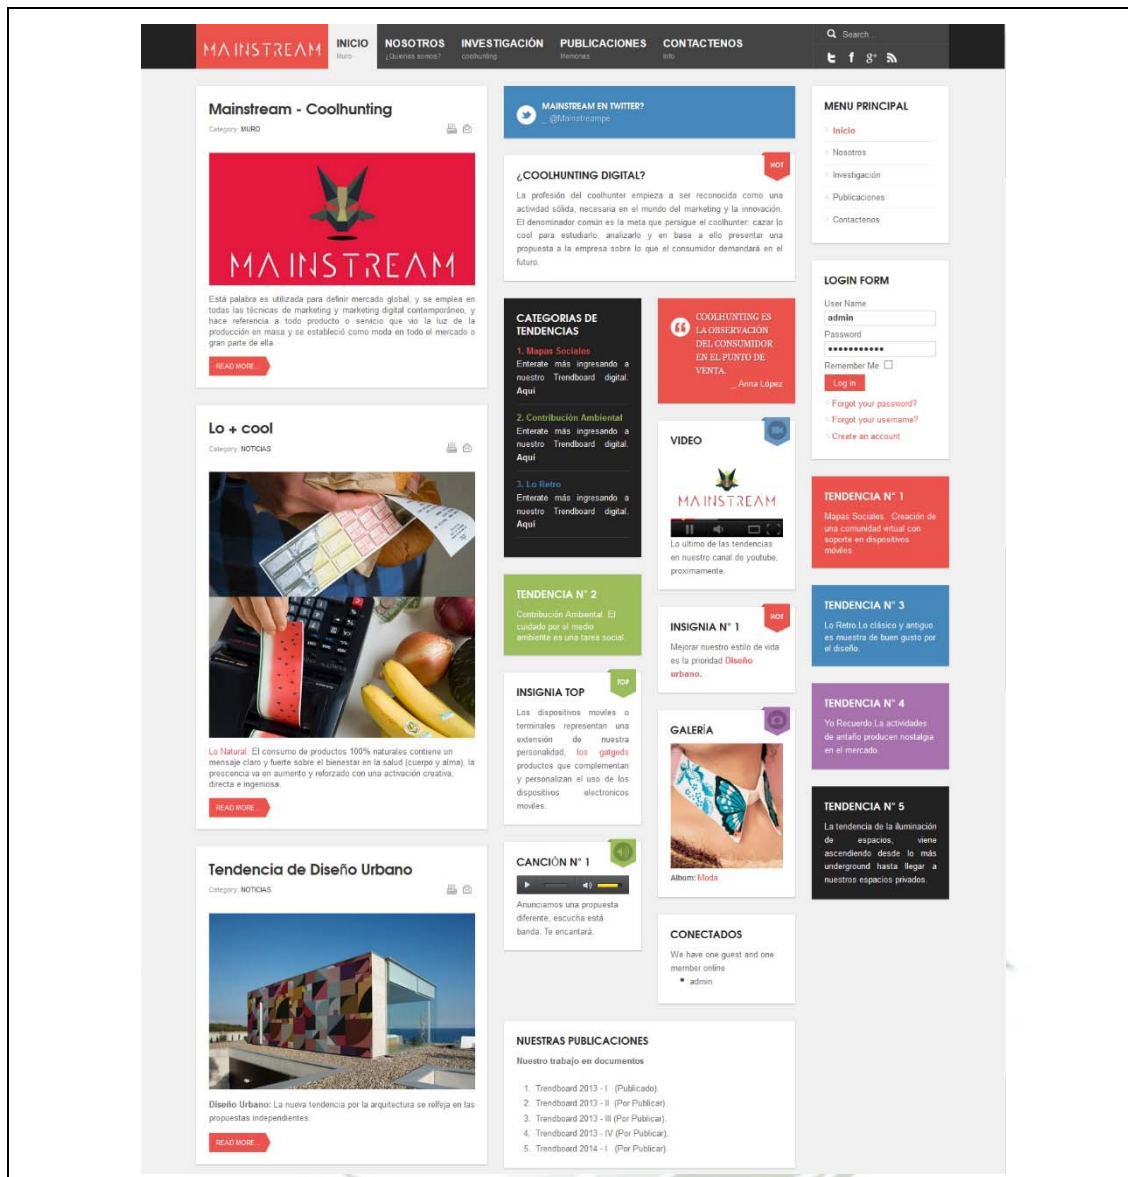 MAINSTREAM
INICIO
Muro
NOSOTROS
¿Quienes somos?
INVESTIGACIÓN
coolhunting
PUBLICACIONES
Memorias
CONTACTENOS
Info
Search...
Mainstream - Coolhunting
Category: MURO
MAINSTREAM
Está palabra es utilizada para definir mercado global, y se emplea en
todas las técnicas de marketing y marketing digital contemporáneo, y
hace referencia a todo producto o servicio que vio la luz de la
producción en masa y se estableció como moda en todo el mercado o
gran parte de ella.
READ MORE...
Lo + cool
Category: NOTICIAS
Lo Natural: El consumo de productos 100% naturales contiene un
mensaje claro y fuerte sobre el bienestar en la salud (cuerpo y alma), la
prescencia va en aumento y reforzado con una activación creativa,
directa e ingeniosa.
READ MORE...
Tendencia de Diseño Urbano
Category: NOTICIAS
Diseño Urbano: La nueva tendencia por la arquitectura se relfeja en las
propuestas independientes.
READ MORE...
MAINSTREAM EN TWITTER?
_ @Mainstreampe
HOT
¿COOLHUNTING DIGITAL?
La profesión del coolhunter empieza a ser reconocida como una
actividad sólida, necesaria en el mundo del marketing y la innovación.
El denominador común es la meta que persigue el coolhunter: cazar lo
cool para estudiarlo, analizarlo y en base a ello presentar una
propuesta a la empresa sobre lo que el consumidor demandará en el
futuro.
CATEGORIAS DE
TENDENCIAS
1. Mapas Sociales
Enterate más ingresando a
nuestro Trendboard digital.
Aquí
2. Contribución Ambiental
Enterate más ingresando a
nuestro Trendboard digital.
Aquí
3. Lo Retro
Enterate más ingresando a
nuestro Trendboard digital.
Aquí
TENDENCIA N° 2
Contribución Ambiental. El
cuidado por el medio
ambiente es una tarea social.
TOP
INSIGNIA TOP
Los dispositivos moviles o
terminales representan una
extensión de nuestra
personalidad, los gatgeds
productos que complementan
y personalizan el uso de los
dispositivos electronicos
moviles.
CANCIÓN N° 1
Anunciamos una propuesta
diferente, escucha está
banda. Te encantará.
COOLHUNTING ES
LA OBSERVACIÓN
DEL CONSUMIDOR
EN EL PUNTO DE
VENTA.
_ Anna López
VIDEO
MAINSTREAM
Lo ultimo de las tendencias
en nuestro canal de youtube,
proximamente.
HOT
INSIGNIA N° 1
Mejorar nuestro estilo de vida
es la prioridad Diseño
urbano.
GALERÍA
Album: Moda
CONECTADOS
We have one guest and one
member online
admin
NUESTRAS PUBLICACIONES
Nuestro trabajo en documentos
1. Trendboard 2013 - I (Publicado).
2. Trendboard 2013 - II (Por Publicar).
3. Trendboard 2013 - III (Por Publicar).
4. Trendboard 2013 - IV (Por Publicar).
5. Trendboard 2014 - I (Por Publicar).
MENU PRINCIPAL
Inicio
Nosotros
Investigación
Publicaciones
Contactenos
LOGIN FORM
User Name
admin
Password
•••••••••••
Remember Me
Log in
Forgot your password?
Forgot your username?
Create an account
TENDENCIA N° 1
Mapas Sociales. Creación de
una comunidad virtual con
soporte en dispositivos
móviles.
TENDENCIA N° 3
Lo Retro.Lo clásico y antiguo
es muestra de buen gusto por
el diseño.
TENDENCIA N° 4
Yo Recuerdo.La actividades
de antaño producen nostalgia
en el mercado.
TENDENCIA N° 5
La tendencia de la iluminación
de espacios, viene
ascendiendo desde lo más
underground hasta llegar a
nuestros espacios privados.